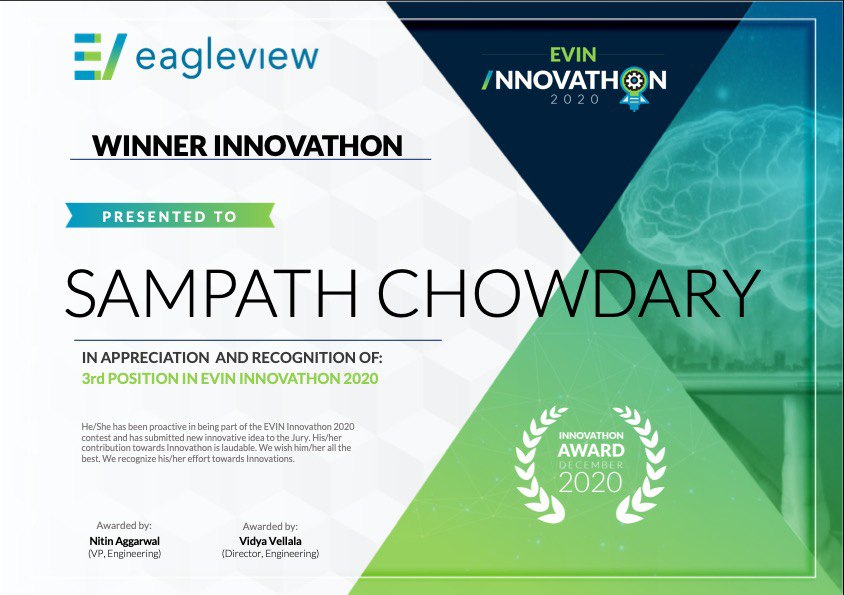 eagleview
EVIN
INNOVATHON
2020
WINNER INNOVATHON
PRESENTED TO
SAMPATH CHOWDARY
IN APPRECIATION AND RECOGNITION OF:
3rd POSITION IN EVIN INNOVATHON 2020
He/She has been proactive in being part of the EVIN Innovation 2020
contest and has submitted new innovative idea to the Jury. His/her
contribution towards Innovation is laudable. We wish him/her all the
best. We recognize his/her effort towards Innovations.
INNOVATHON
AWARD
DECEMBER
2020
Awarded by:
Nitin Aggarwal
(VP, Engineering)
Awarded by:
Vidya Vellala
(Director, Engineering)